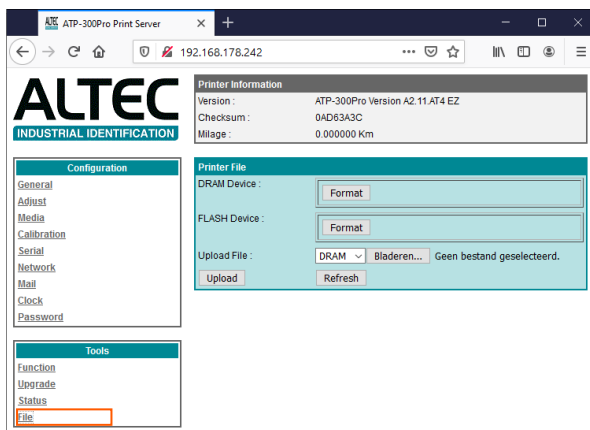 ATP-300Pro Print Server
92.168.178.242
ALTEC
INDUSTRIAL IDENTIFICATION
Printer Information
Version : ATP-300Pro Version A2.11.AT4 EZ
Checksum : 0AD63A3C
Milage : 0.000000 Km
Configuration
General
Adjust
Media
Calibration
Serial
Network
Mail
Clock
Password
Printer File
DRAM Device : Format
FLASH Device : Format
Upload File : DRAM Bladeren... Geen bestand geselecteerd.
Upload Refresh
Tools
Function
Upgrade
Status
File